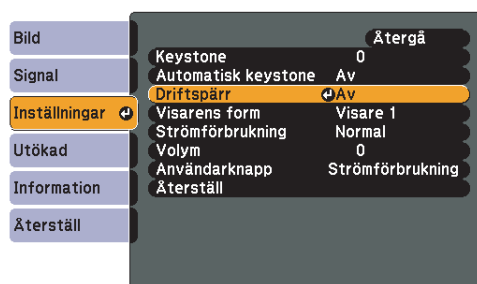 Bild
Signal
Inställningar
Utökad
Information
Återställ
Återgå
Keystone 0
Automatisk keystone Av
Driftspärr Av
Visarens form Visare 1
Strömförbrukning Normal
Volym 0
Användarknapp Strömförbrukning
Återställ